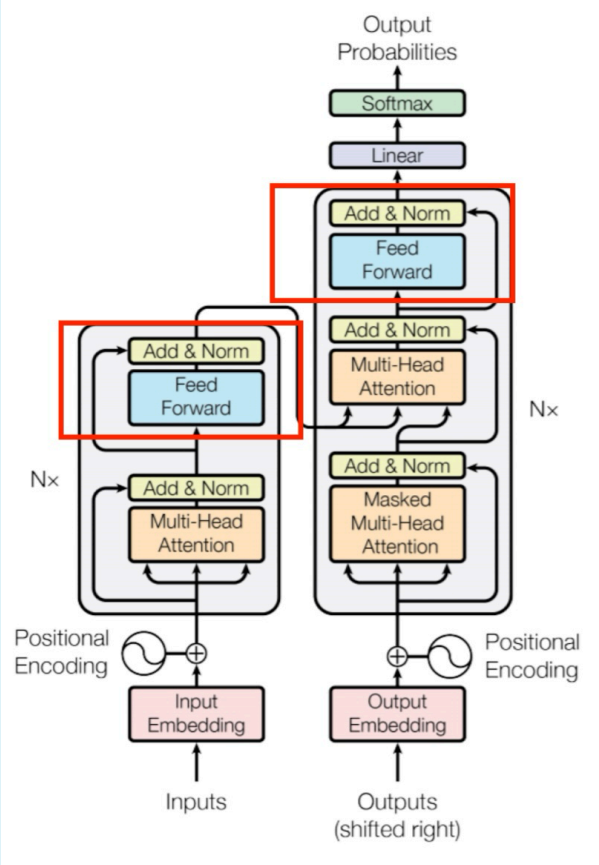 Output
Probabilities
Softmax
Linear
Add & Norm
Feed
Forward
Add & Norm
Multi-Head
Attention
Nx
Add & Norm
Masked
Multi-Head
Attention
Add & Norm
Feed
Forward
Nx
Add & Norm
Multi-Head
Attention
Positional
Encoding
Positional
Encoding
Input
Embedding
Output
Embedding
Inputs
Outputs
(shifted right)